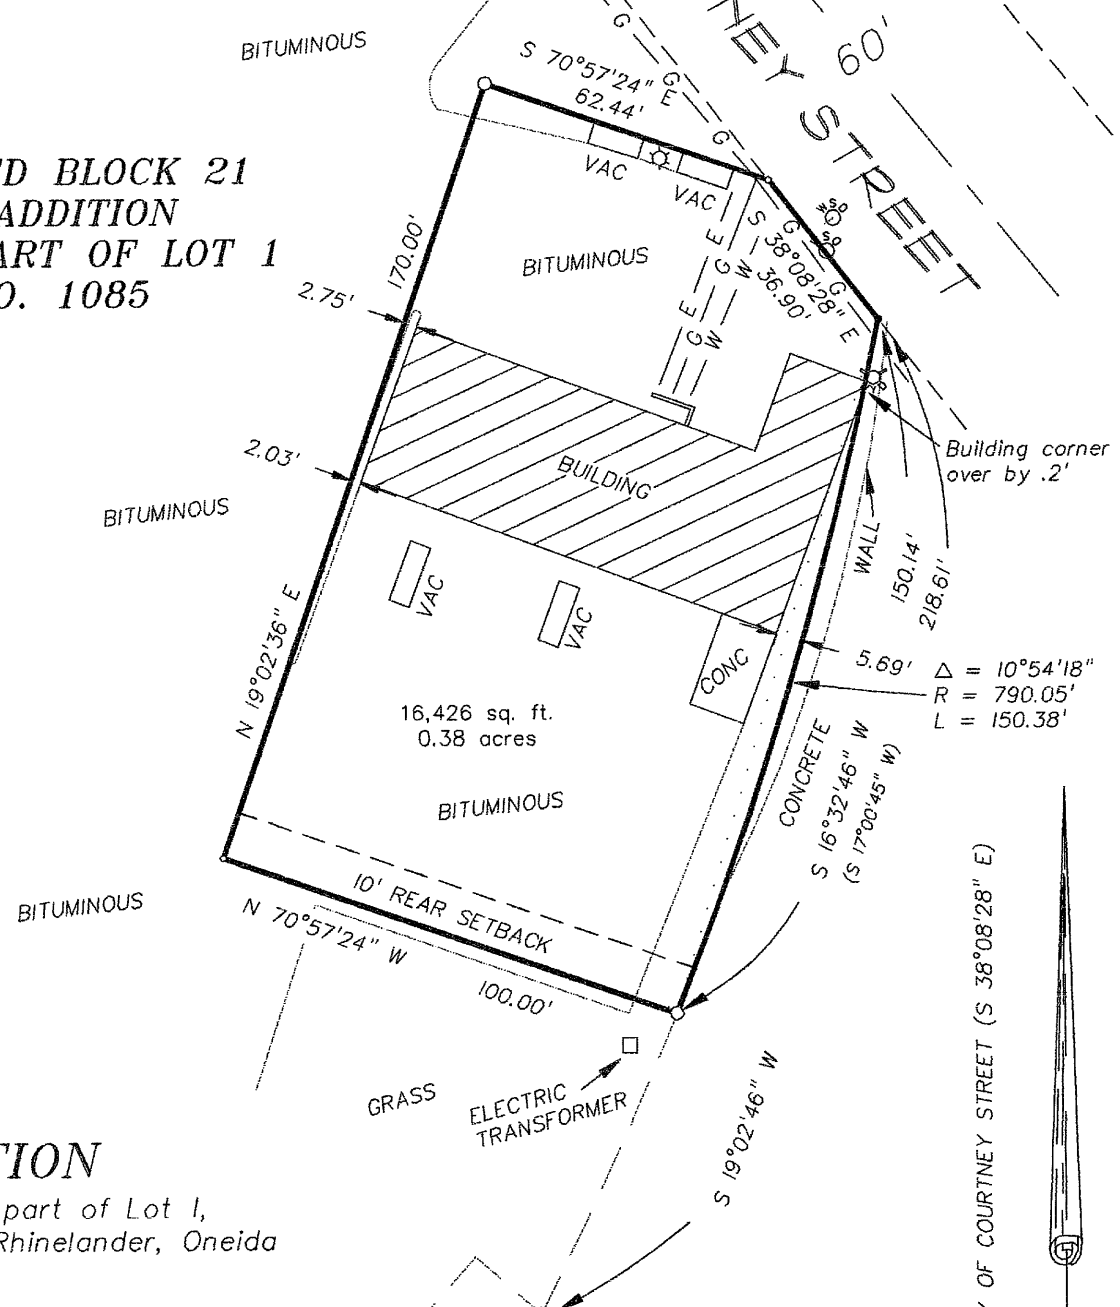 BITUMINOUS
S 70°57'24" E
62.44'
G
G
G
NEY STREET
60'
'D BLOCK 21
ADDITION
ART OF LOT 1
O. 1085
170.00'
2.75'
VAC
VAC
BITUMINOUS
G E E
G E
W W
S 38°08'28" E
36.90'
G
G
G
WSO
SO
Building corner
over by .2'
2.03'
BITUMINOUS
BUILDING
VAC
VAC
WALL
150.14'
218.61'
N 19°02'36" E
CONC
5.69'
Δ = 10°54'18"
R = 790.05'
L = 150.38'
16,426 sq. ft.
0.38 acres
BITUMINOUS
CONCRETE
S 16°32'46" W
(S 17°00'45" W)
BITUMINOUS
10' REAR SETBACK
N 70°57'24" W
100.00'
GRASS
ELECTRIC
TRANSFORMER
S 19°02'46" W
OF COURTNEY STREET (S 38°08'28" E)
TION
part of Lot 1,
Rhinelander, Oneida